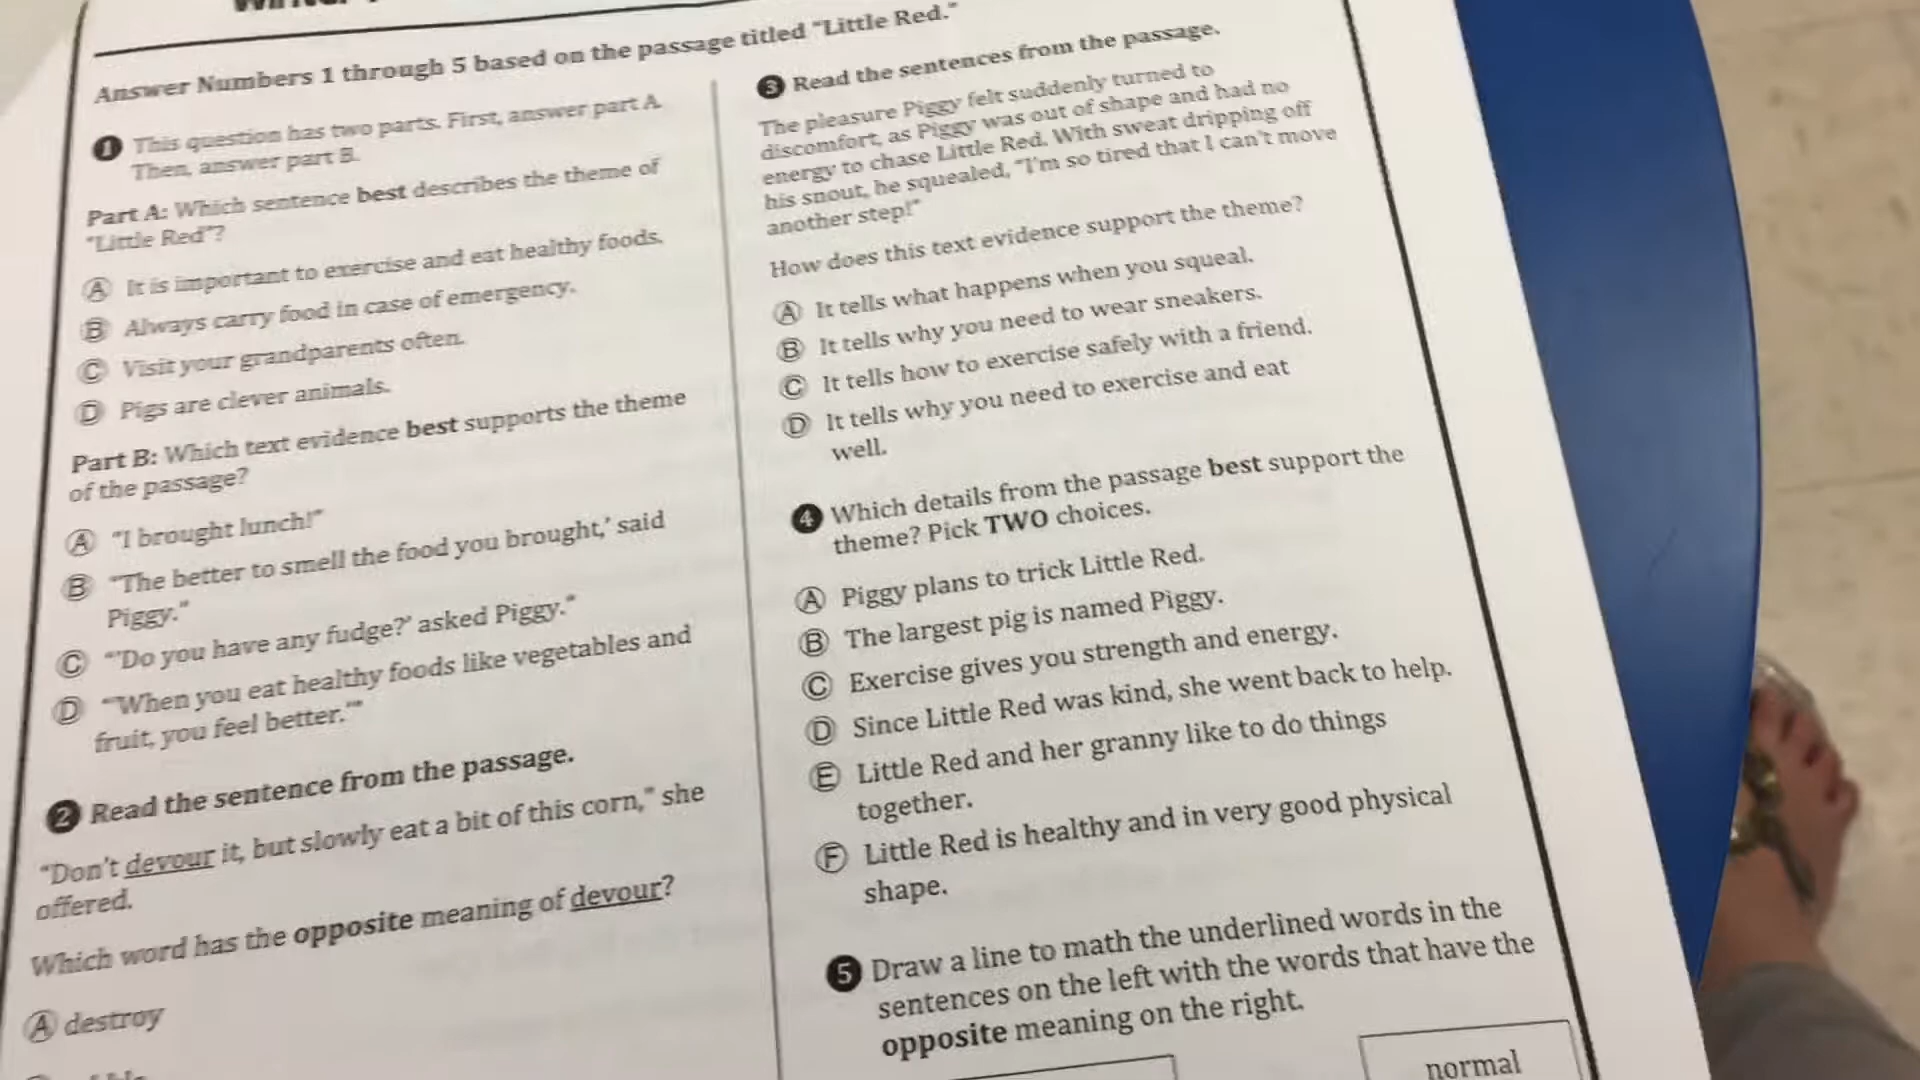 Answer Numbers 1 through 5 based on the passage titled "Little Red."
1 This question has two parts. First, answer part A.
Then, answer part B.
Part A: Which sentence best describes the theme of
"Little Red"?
A It is important to exercise and eat healthy foods.
B Always carry food in case of emergency.
C Visit your grandparents often.
D Pigs are clever animals.
Part B: Which text evidence best supports the theme
of the passage?
A "I brought lunch!"
B "The better to smell the food you brought,' said
Piggy."
C "'Do you have any fudge?' asked Piggy."
D "'When you eat healthy foods like vegetables and
fruit, you feel better.'"
2 Read the sentence from the passage.
"Don't devour it, but slowly eat a bit of this corn," she
offered.
Which word has the opposite meaning of devour?
A destroy
3 Read the sentences from the passage.
The pleasure Piggy felt suddenly turned to
discomfort, as Piggy was out of shape and had no
energy to chase Little Red. With sweat dripping off
his snout, he squealed, "I'm so tired that I can't move
another step!"
How does this text evidence support the theme?
A It tells what happens when you squeal.
B It tells why you need to wear sneakers.
C It tells how to exercise safely with a friend.
D It tells why you need to exercise and eat
well.
4 Which details from the passage best support the
theme? Pick TWO choices.
A Piggy plans to trick Little Red.
B The largest pig is named Piggy.
C Exercise gives you strength and energy.
D Since Little Red was kind, she went back to help.
E Little Red and her granny like to do things
together.
F Little Red is healthy and in very good physical
shape.
5 Draw a line to math the underlined words in the
sentences on the left with the words that have the
opposite meaning on the right.
normal